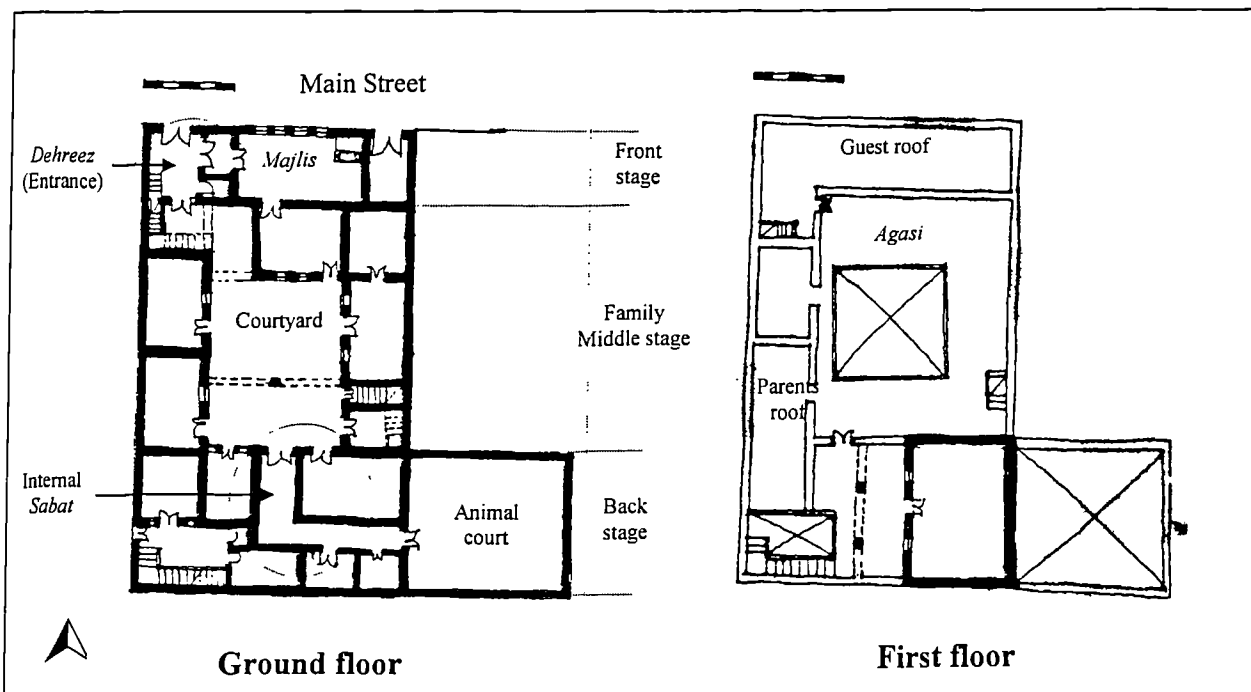 Main Street
Dehreez
(Entrance)
Majlis
Front
stage
Courtyard
Family
Middle stage
Internal
Sabat
Animal
court
Back
stage
Ground floor
Guest roof
Agasi
Parents
roof
First floor